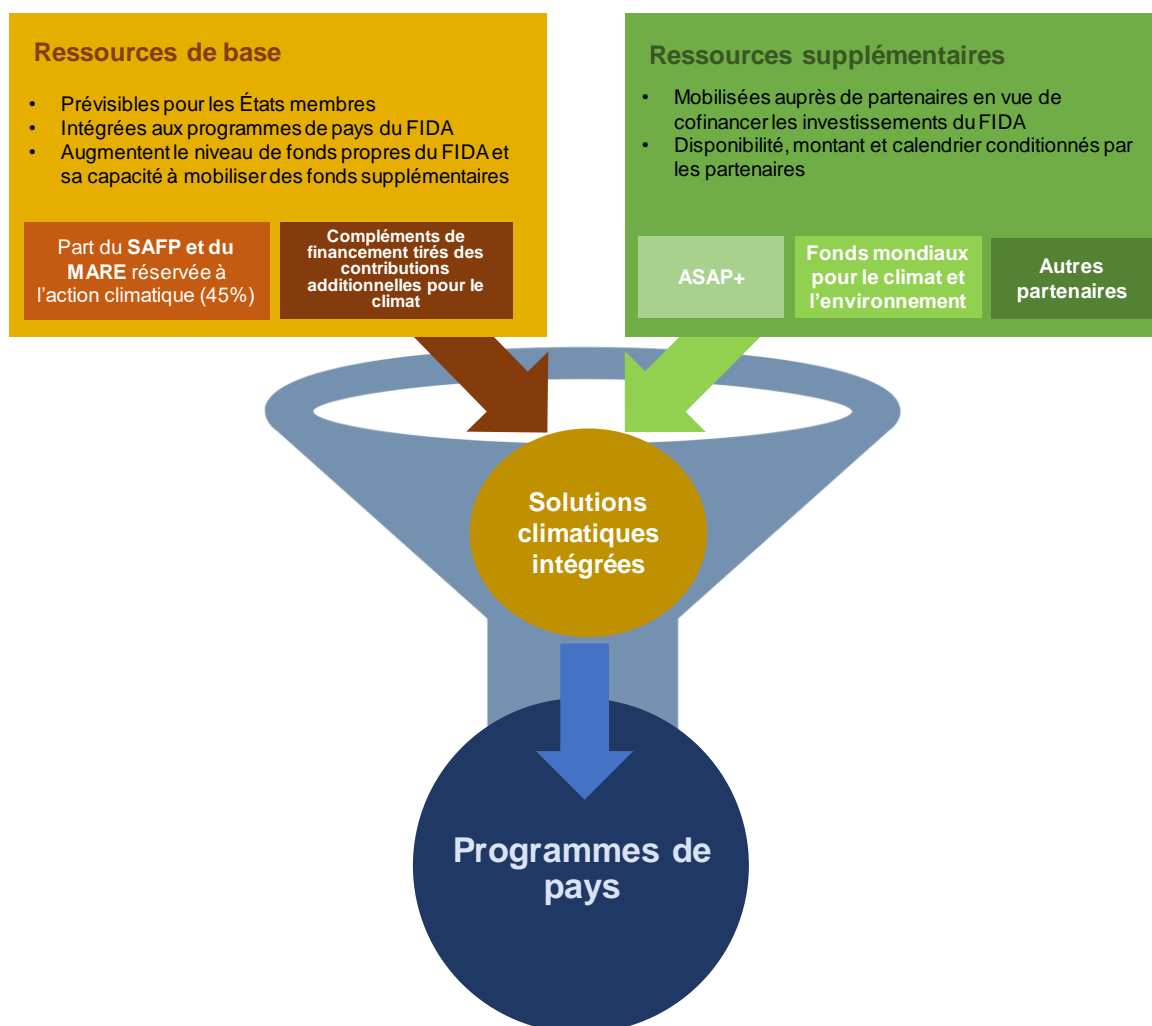 Ressources de base
• Prévisibles pour les États membres
• Intégrées aux programmes de pays du FIDA
• Augmentent le niveau de fonds propres du FIDA et
sa capacité à mobiliser des fonds supplémentaires
Part du SAFP et du
MARE réservée à
l’action climatique (45%)
Compléments de
financement tirés des
contributions
additionnelles pour le
climat
Ressources supplémentaires
• Mobilisées auprès de partenaires en vue de
cofinancer les investissements du FIDA
• Disponibilité, montant et calendrier conditionnés par
les partenaires
ASAP+
Fonds mondiaux
pour le climat et
l’environnement
Autres
partenaires
Solutions
climatiques
intégrées
Programmes de
pays